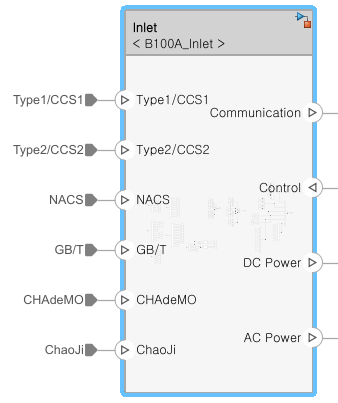 Inlet
< B100A_Inlet >
Type1/CCS1
Type1/CCS1
Communication
Type2/CCS2
Type2/CCS2
Control
NACS
NACS
GB/T
GB/T
DC Power
CHAdeMO
CHAdeMO
AC Power
ChaoJi
ChaoJi